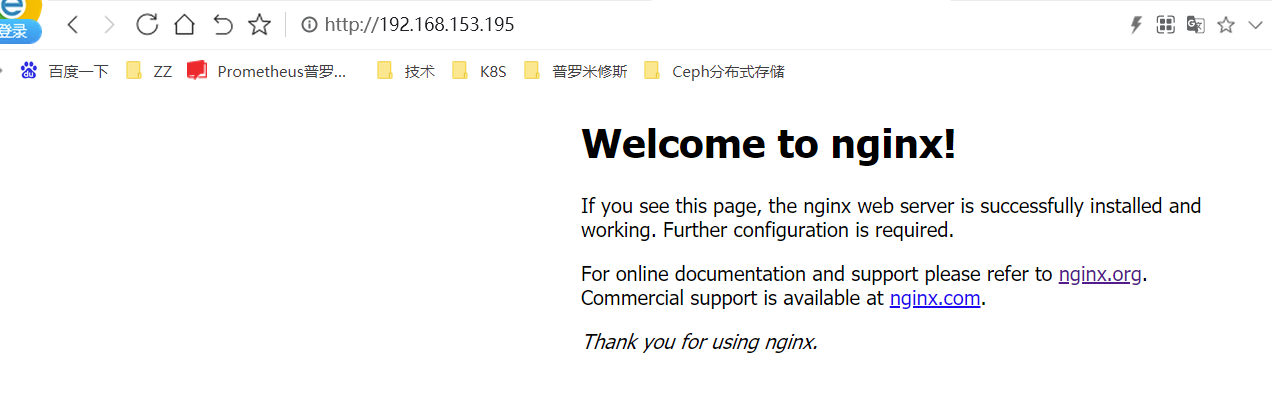 登录
http://192.168.153.195
百度一下 ZZ Prometheus普罗... 技术 K8S 普罗米修斯 Ceph分布式存储
Welcome to nginx!
If you see this page, the nginx web server is successfully installed and
working. Further configuration is required.
For online documentation and support please refer to nginx.org.
Commercial support is available at nginx.com.
Thank you for using nginx.